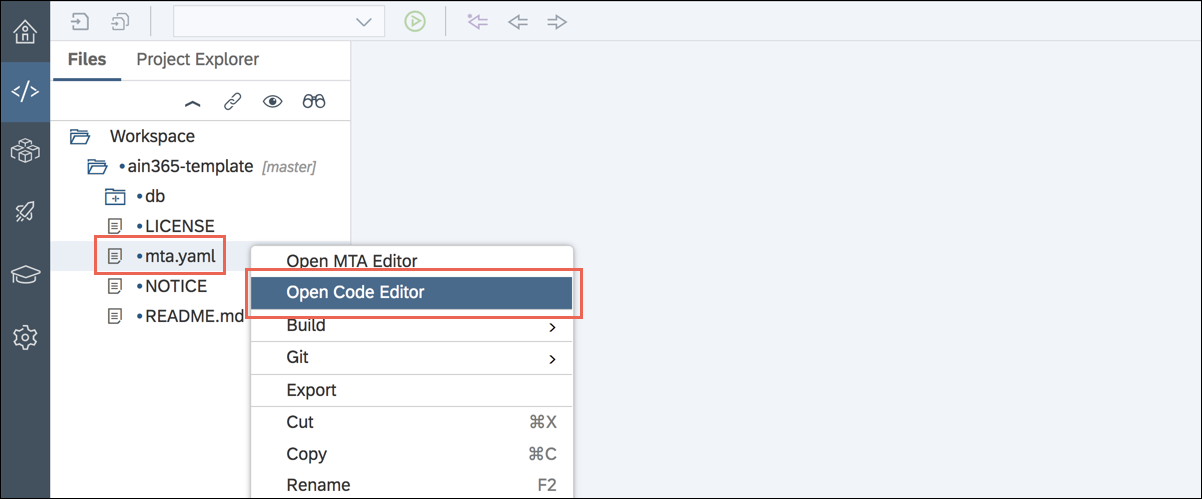 Files Project Explorer
Workspace
ain365-template [master]
db
LICENSE
mta.yaml
NOTICE
README.md
Open MTA Editor
Open Code Editor
Build
Git
Export
Cut ⌘X
Copy ⌘C
Rename F2